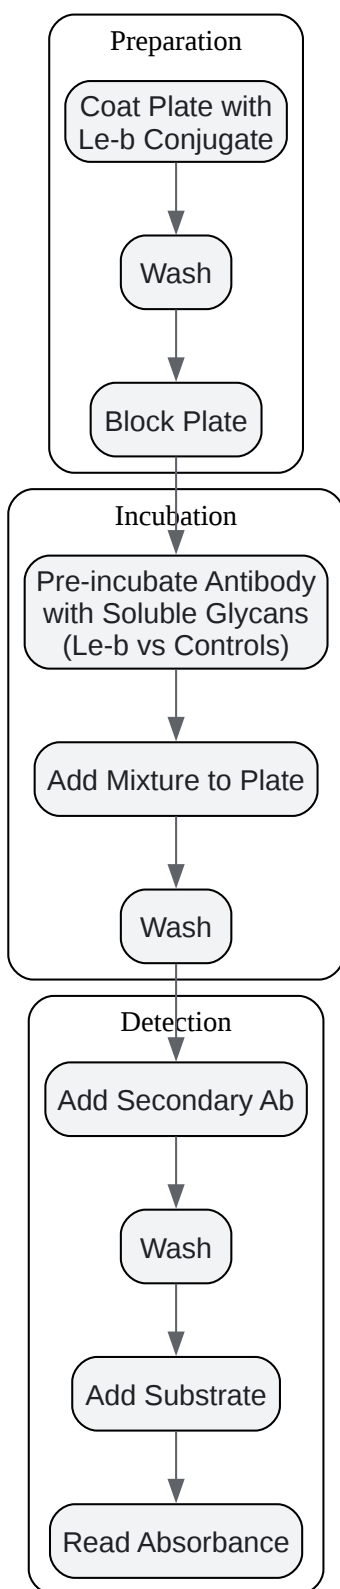 Preparation
Coat Plate with
Le-b Conjugate
Wash
Block Plate
Incubation
Pre-incubate Antibody
with Soluble Glycans
(Le-b vs Controls)
Add Mixture to Plate
Wash
Detection
Add Secondary Ab
Wash
Add Substrate
Read Absorbance